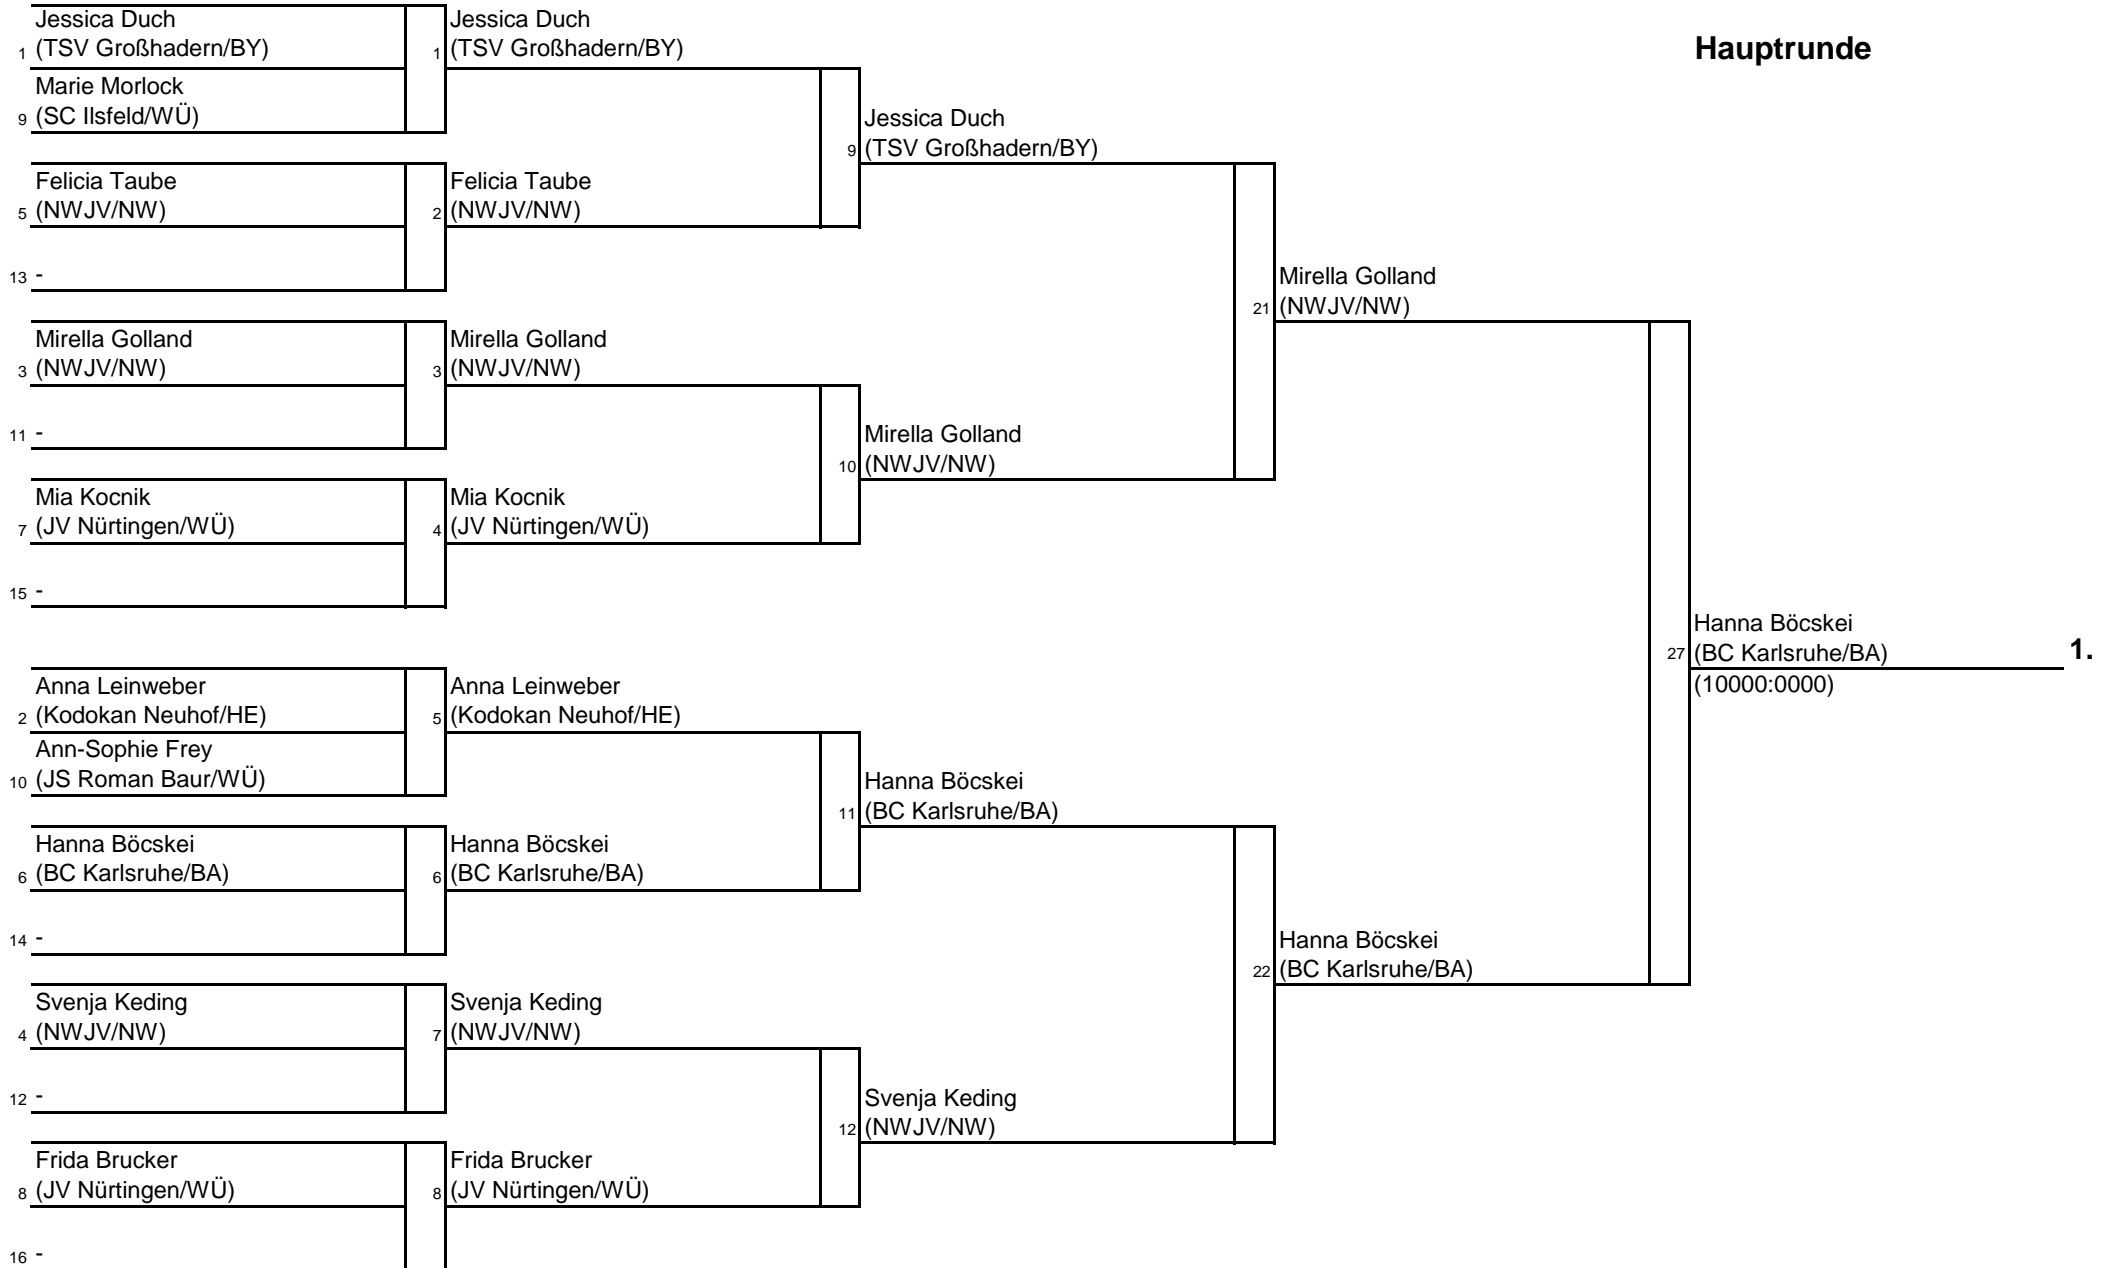 Hauptrunde
Jessica Duch
1 (TSV Großhadern/BY)
Marie Morlock
9 (SC Ilsfeld/WÜ)
Felicia Taube
5 (NWJV/NW)
13 -
Mirella Golland
3 (NWJV/NW)
11 -
Mia Kocnik
7 (JV Nürtingen/WÜ)
15 -
Anna Leinweber
2 (Kodokan Neuhof/HE)
Ann-Sophie Frey
10 (JS Roman Baur/WÜ)
Hanna Böcskei
6 (BC Karlsruhe/BA)
14 -
Svenja Keding
4 (NWJV/NW)
12 -
Frida Brucker
8 (JV Nürtingen/WÜ)
16 -
Jessica Duch
1 (TSV Großhadern/BY)
Felicia Taube
2 (NWJV/NW)
Mirella Golland
3 (NWJV/NW)
Mia Kocnik
4 (JV Nürtingen/WÜ)
Anna Leinweber
5 (Kodokan Neuhof/HE)
Hanna Böcskei
6 (BC Karlsruhe/BA)
Svenja Keding
7 (NWJV/NW)
Frida Brucker
8 (JV Nürtingen/WÜ)
Jessica Duch
9 (TSV Großhadern/BY)
Mirella Golland
10 (NWJV/NW)
Hanna Böcskei
11 (BC Karlsruhe/BA)
Svenja Keding
12 (NWJV/NW)
Mirella Golland
21 (NWJV/NW)
Hanna Böcskei
22 (BC Karlsruhe/BA)
Hanna Böcskei
27 (BC Karlsruhe/BA) 1.
(10000:0000)